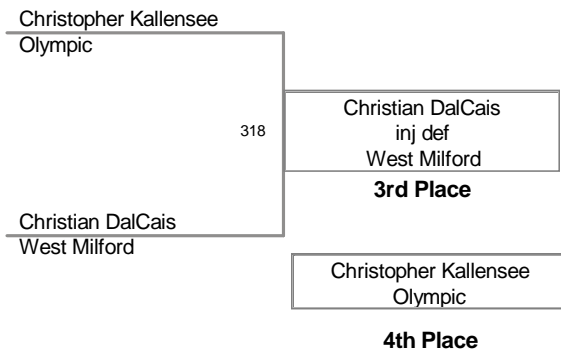 Christopher Kallensee
Olympic
318
Christian DalCais
inj def
West Milford
3rd Place
Christian DalCais
West Milford
Christopher Kallensee
Olympic
4th Place